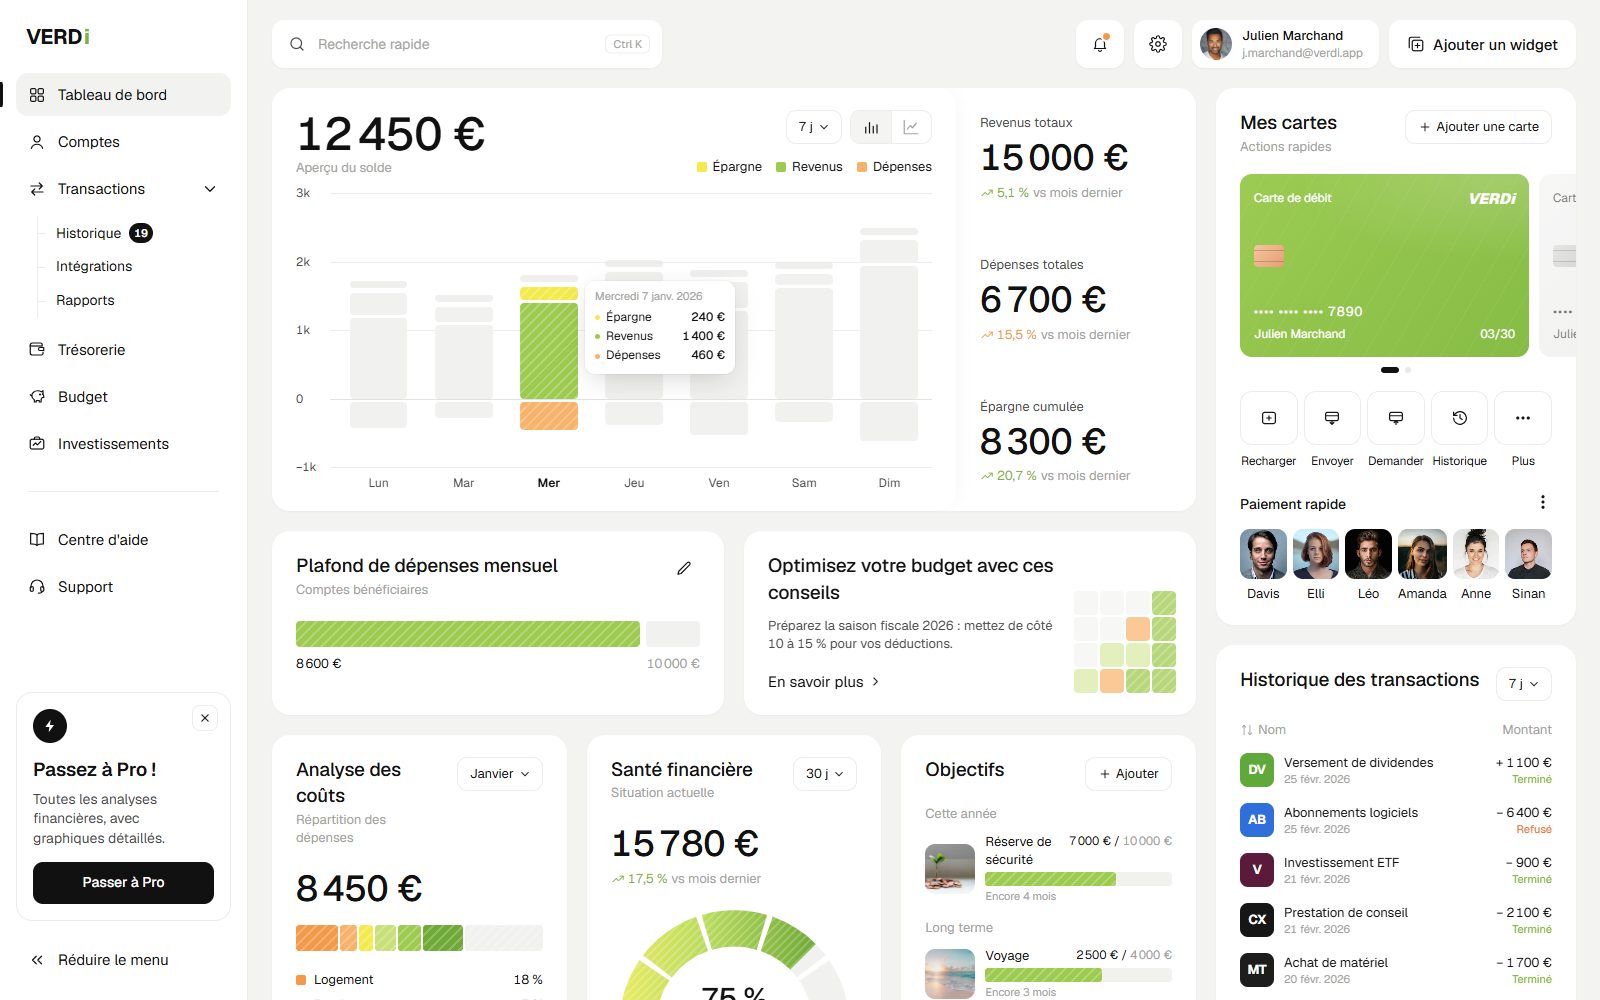 VERDi
Tableau de bord
Comptes
Transactions
Historique 19
Intégrations
Rapports
Trésorerie
Budget
Investissements
Centre d'aide
Support
Passez à Pro !
Toutes les analyses
financières, avec
graphiques détaillés.
Passer à Pro
Réduire le menu
Recherche rapide
Ctrl K
Julien Marchand
j.marchand@verdi.app
Ajouter un widget
12 450 €
Aperçu du solde
7 j
Épargne
Revenus
Dépenses
3k
2k
1k
0
−1k
Mercredi 7 janv. 2026
Épargne 240 €
Revenus 1 400 €
Dépenses 460 €
Lun
Mar
Mer
Jeu
Ven
Sam
Dim
Revenus totaux
15 000 €
5,1 % vs mois dernier
Dépenses totales
6 700 €
15,5 % vs mois dernier
Épargne cumulée
8 300 €
20,7 % vs mois dernier
Plafond de dépenses mensuel
Comptes bénéficiaires
8 600 €
10 000 €
Optimisez votre budget avec ces
conseils
Préparez la saison fiscale 2026 : mettez de côté
10 à 15 % pour vos déductions.
En savoir plus
Analyse des
coûts
Janvier
Répartition des
dépenses
8 450 €
Logement 18 %
Santé financière
30 j
Situation actuelle
15 780 €
17,5 % vs mois dernier
75 %
Objectifs
+ Ajouter
Cette année
Réserve de
sécurité
7 000 € / 10 000 €
Encore 4 mois
Long terme
Voyage 2 500 € / 4 000 €
Encore 3 mois
Mes cartes
Actions rapides
+ Ajouter une carte
Carte de débit
VERDi
•••• •••• •••• 7890
Julien Marchand
03/30
Cart
••••
Julie
Recharger
Envoyer
Demander
Historique
Plus
Paiement rapide
Davis
Elli
Léo
Amanda
Anne
Sinan
Historique des transactions
7 j
Nom
Montant
DV
Versement de dividendes
+ 1 100 €
25 févr. 2026
Terminé
AB
Abonnements logiciels
− 6 400 €
25 févr. 2026
Refusé
V
Investissement ETF
− 900 €
21 févr. 2026
Terminé
CX
Prestation de conseil
− 2 100 €
21 févr. 2026
Terminé
MT
Achat de matériel
− 1 700 €
20 févr. 2026
Terminé